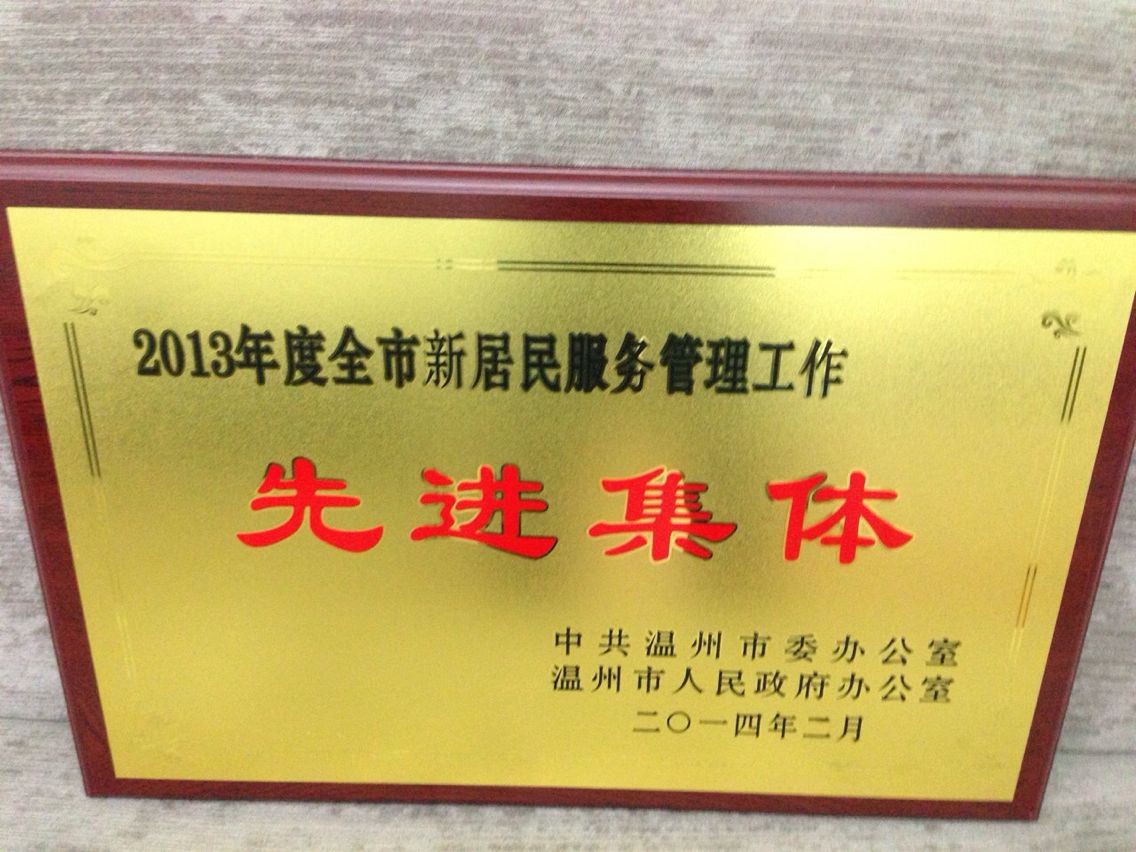 2013年度全市新居民服务管理工作
先进集体
中共温州市委办公室
温州市人民政府办公室
二〇一四年二月